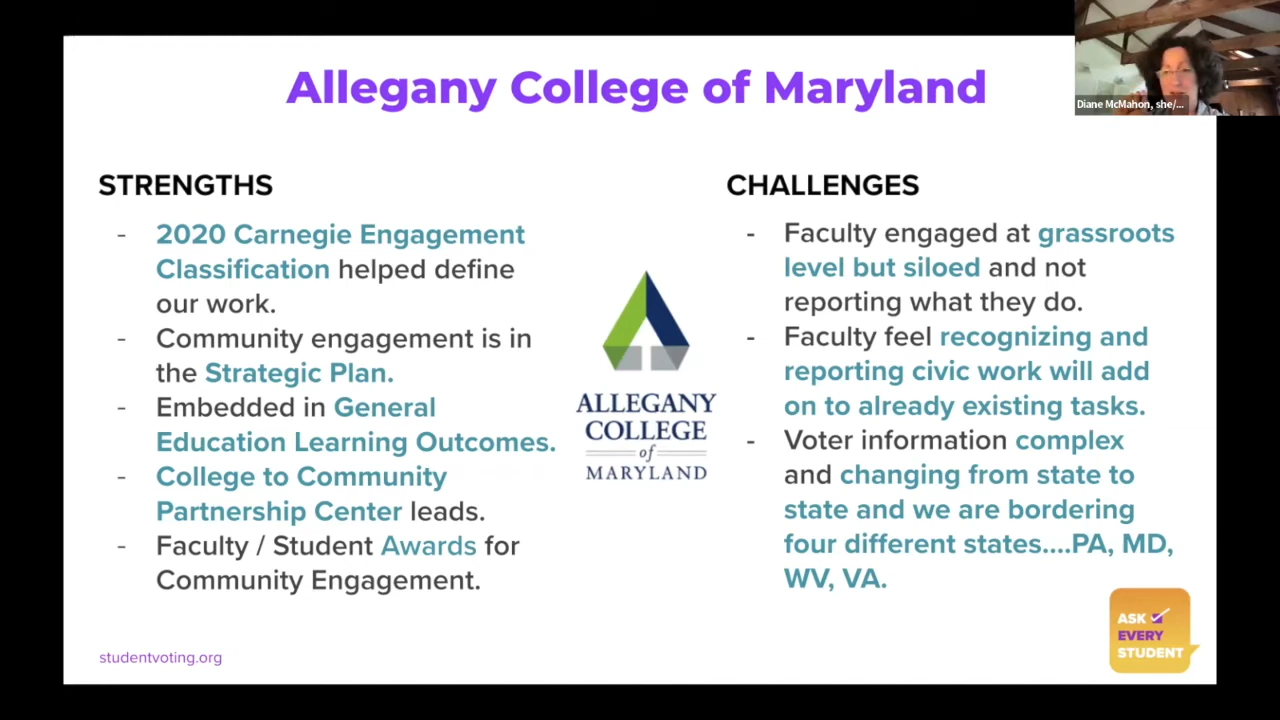 Allegany College of Maryland
Diane McMahon, she/...
STRENGTHS
- 2020 Carnegie Engagement
Classification helped define
our work.
- Community engagement is in
the Strategic Plan.
- Embedded in General
Education Learning Outcomes.
- College to Community
Partnership Center leads.
- Faculty / Student Awards for
Community Engagement.
ALLEGANY
COLLEGE
of
MARYLAND
CHALLENGES
- Faculty engaged at grassroots
level but siloed and not
reporting what they do.
- Faculty feel recognizing and
reporting civic work will add
on to already existing tasks.
- Voter information complex
and changing from state to
state and we are bordering
four different states....PA, MD,
WV, VA.
studentvoting.org
ASK
EVERY
STUDENT